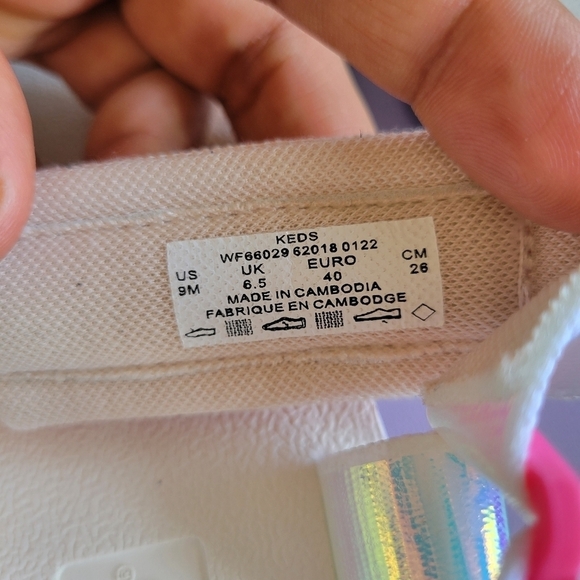 KEDS
WF66029 62018 0122
US UK EURO CM
9M 6.5 40 26
MADE IN CAMBODIA
FABRIQUE EN CAMBODGE